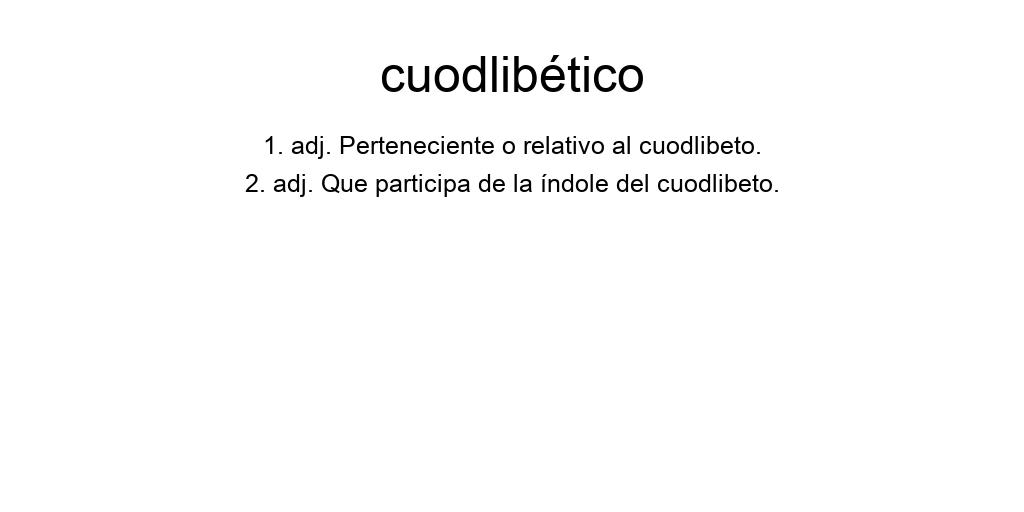 cuodlibético
1. adj. Perteneciente o relativo al cuodlibeto.
2. adj. Que participa de la índole del cuodlibeto.